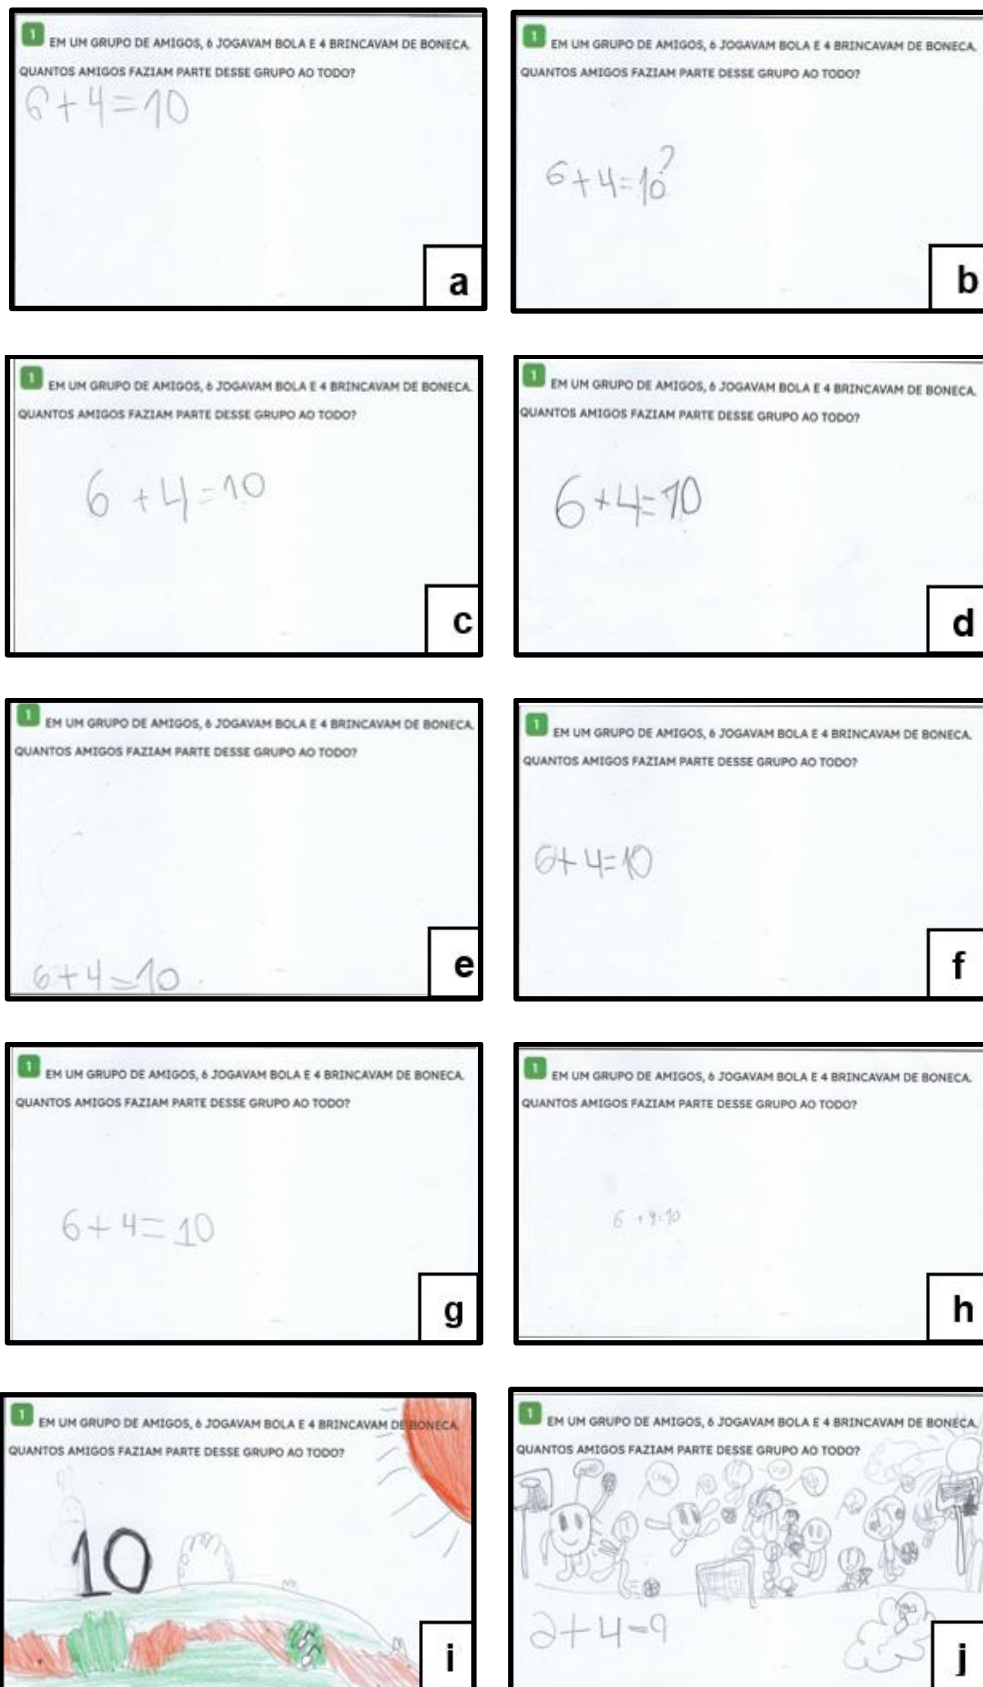 1 EM UM GRUPO DE AMIGOS, 6 JOGAVAM BOLA E 4 BRINCAVAM DE BONECA.
QUANTOS AMIGOS FAZIAM PARTE DESSE GRUPO AO TODO?
6+4=10
a
1 EM UM GRUPO DE AMIGOS, 6 JOGAVAM BOLA E 4 BRINCAVAM DE BONECA.
QUANTOS AMIGOS FAZIAM PARTE DESSE GRUPO AO TODO?
6+4=10?
b
1 EM UM GRUPO DE AMIGOS, 6 JOGAVAM BOLA E 4 BRINCAVAM DE BONECA.
QUANTOS AMIGOS FAZIAM PARTE DESSE GRUPO AO TODO?
6+4=10
c
1 EM UM GRUPO DE AMIGOS, 6 JOGAVAM BOLA E 4 BRINCAVAM DE BONECA.
QUANTOS AMIGOS FAZIAM PARTE DESSE GRUPO AO TODO?
6+4=10
d
1 EM UM GRUPO DE AMIGOS, 6 JOGAVAM BOLA E 4 BRINCAVAM DE BONECA.
QUANTOS AMIGOS FAZIAM PARTE DESSE GRUPO AO TODO?
6+4=10
e
1 EM UM GRUPO DE AMIGOS, 6 JOGAVAM BOLA E 4 BRINCAVAM DE BONECA.
QUANTOS AMIGOS FAZIAM PARTE DESSE GRUPO AO TODO?
6+4=10
f
1 EM UM GRUPO DE AMIGOS, 6 JOGAVAM BOLA E 4 BRINCAVAM DE BONECA.
QUANTOS AMIGOS FAZIAM PARTE DESSE GRUPO AO TODO?
6+4=10
g
1 EM UM GRUPO DE AMIGOS, 6 JOGAVAM BOLA E 4 BRINCAVAM DE BONECA.
QUANTOS AMIGOS FAZIAM PARTE DESSE GRUPO AO TODO?
6+4=10
h
1 EM UM GRUPO DE AMIGOS, 6 JOGAVAM BOLA E 4 BRINCAVAM DE BONECA.
QUANTOS AMIGOS FAZIAM PARTE DESSE GRUPO AO TODO?
10
i
1 EM UM GRUPO DE AMIGOS, 6 JOGAVAM BOLA E 4 BRINCAVAM DE BONECA.
QUANTOS AMIGOS FAZIAM PARTE DESSE GRUPO AO TODO?
2+4=9
j